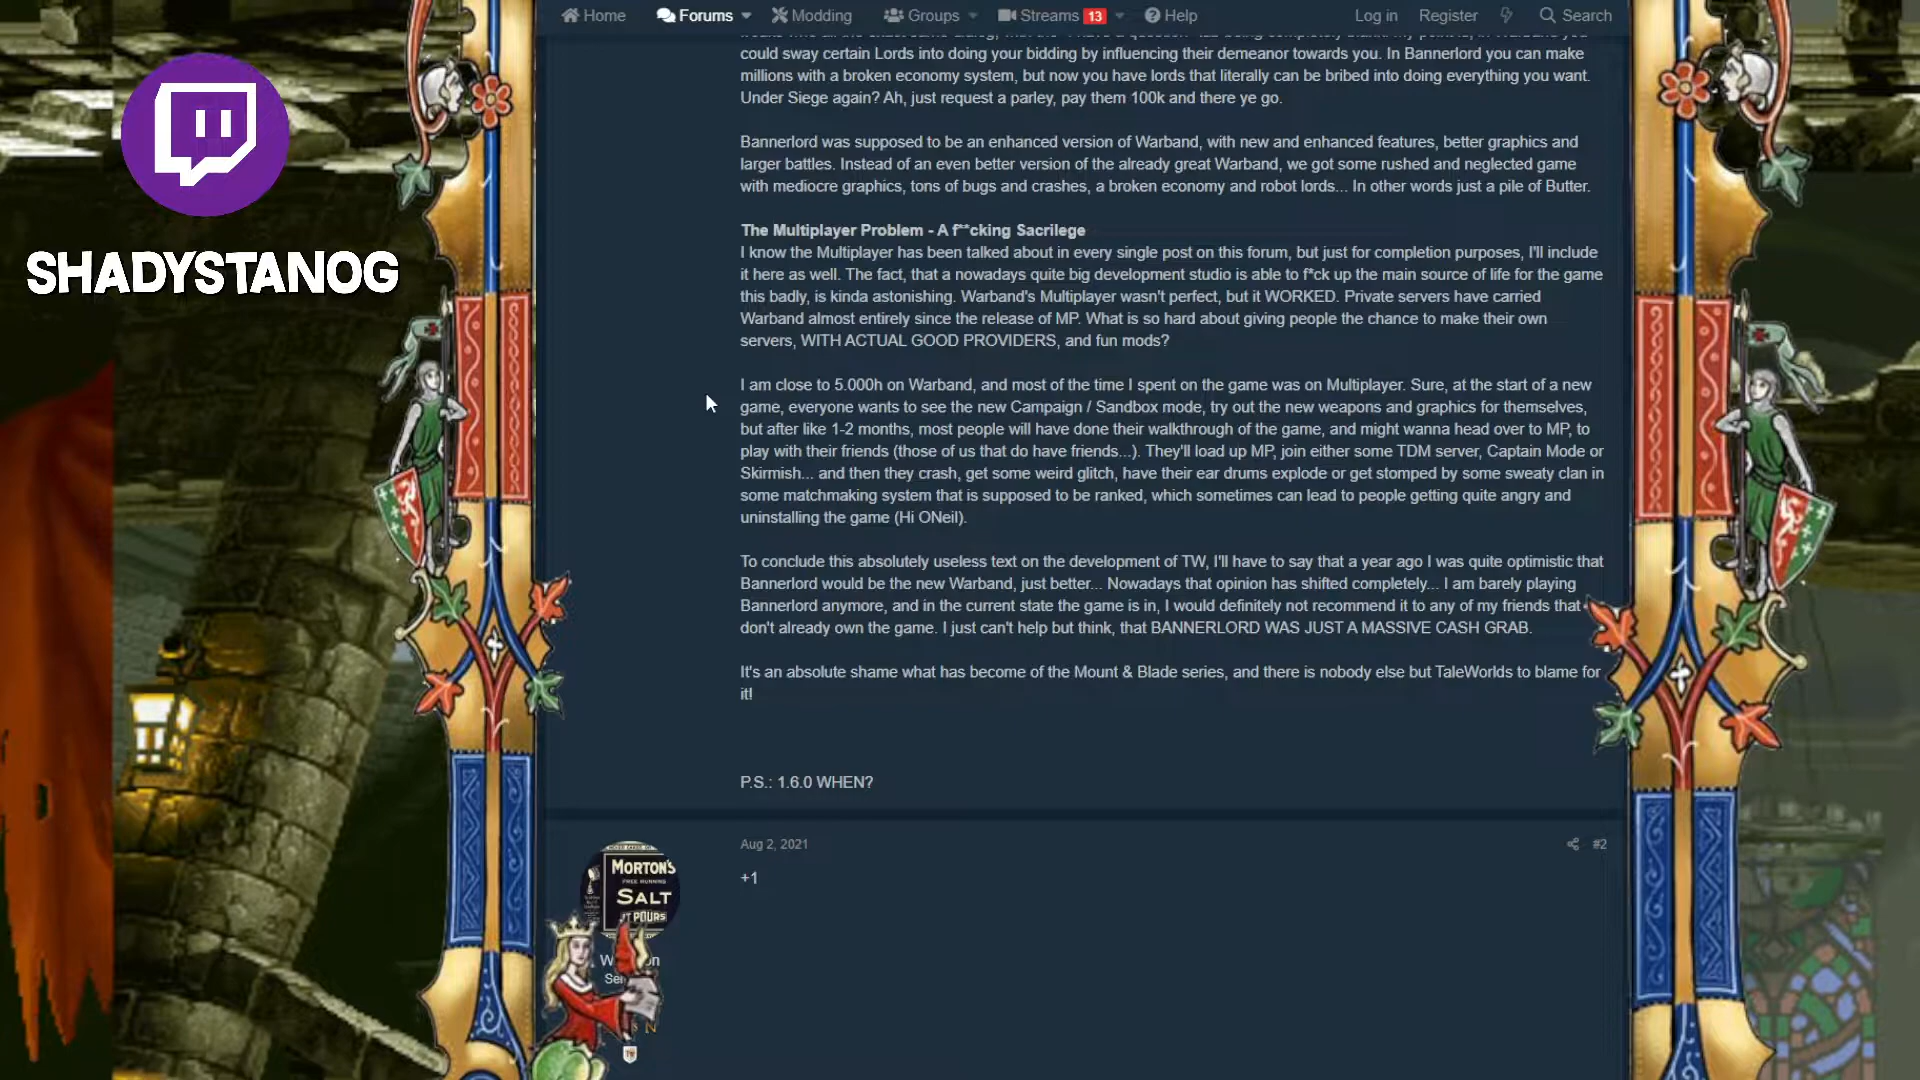 Home Forums Modding Groups Streams 13 Help Log in Register Search
could sway certain Lords into doing your bidding by influencing their demeanor towards you. In Bannerlord you can make
millions with a broken economy system, but now you have lords that literally can be bribed into doing everything you want.
Under Siege again? Ah, just request a parley, pay them 100k and there ye go.
Bannerlord was supposed to be an enhanced version of Warband, with new and enhanced features, better graphics and
larger battles. Instead of an even better version of the already great Warband, we got some rushed and neglected game
with mediocre graphics, tons of bugs and crashes, a broken economy and robot lords... In other words just a pile of Butter.
The Multiplayer Problem - A f**cking Sacrilege
I know the Multiplayer has been talked about in every single post on this forum, but just for completion purposes, I'll include
it here as well. The fact, that a nowadays quite big development studio is able to f*ck up the main source of life for the game
this badly, is kinda astonishing. Warband's Multiplayer wasn't perfect, but it WORKED. Private servers have carried
Warband almost entirely since the release of MP. What is so hard about giving people the chance to make their own
servers, WITH ACTUAL GOOD PROVIDERS, and fun mods?
I am close to 5.000h on Warband, and most of the time I spent on the game was on Multiplayer. Sure, at the start of a new
game, everyone wants to see the new Campaign / Sandbox mode, try out the new weapons and graphics for themselves,
but after like 1-2 months, most people will have done their walkthrough of the game, and might wanna head over to MP, to
play with their friends (those of us that do have friends...). They'll load up MP, join either some TDM server, Captain Mode or
Skirmish... and then they crash, get some weird glitch, have their ear drums explode or get stomped by some sweaty clan in
some matchmaking system that is supposed to be ranked, which sometimes can lead to people getting quite angry and
uninstalling the game (Hi ONeil).
To conclude this absolutely useless text on the development of TW, I'll have to say that a year ago I was quite optimistic that
Bannerlord would be the new Warband, just better... Nowadays that opinion has shifted completely... I am barely playing
Bannerlord anymore, and in the current state the game is in, I would definitely not recommend it to any of my friends that
don't already own the game. I just can't help but think, that BANNERLORD WAS JUST A MASSIVE CASH GRAB.
It's an absolute shame what has become of the Mount & Blade series, and there is nobody else but TaleWorlds to blame for
it!
P.S.: 1.6.0 WHEN?
Aug 2, 2021 #2
+1
SHADYSTANOG
MORTON'S
FREE RUNNING
SALT
IT POURS